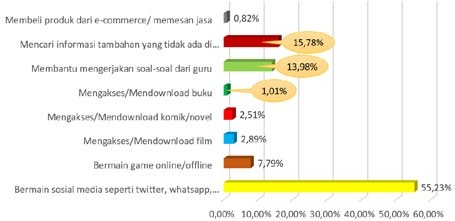 Membeli produk dari e-commerce/ memesan jasa 0,82%
Mencari informasi tambahan yang tidak ada di... 15,78%
Membantu mengerjakan soal-soal dari guru 13,98%
Mengakses/Mendownload buku 1,01%
Mengakses/Mendownload komik/novel 2,51%
Mengakses/Mendownload film 2,89%
Bermain game online/offline 7,79%
Bermain sosial media seperti twitter, whatsapp,... 55,23%
0,00% 10,00% 20,00% 30,00% 40,00% 50,00% 60,00%